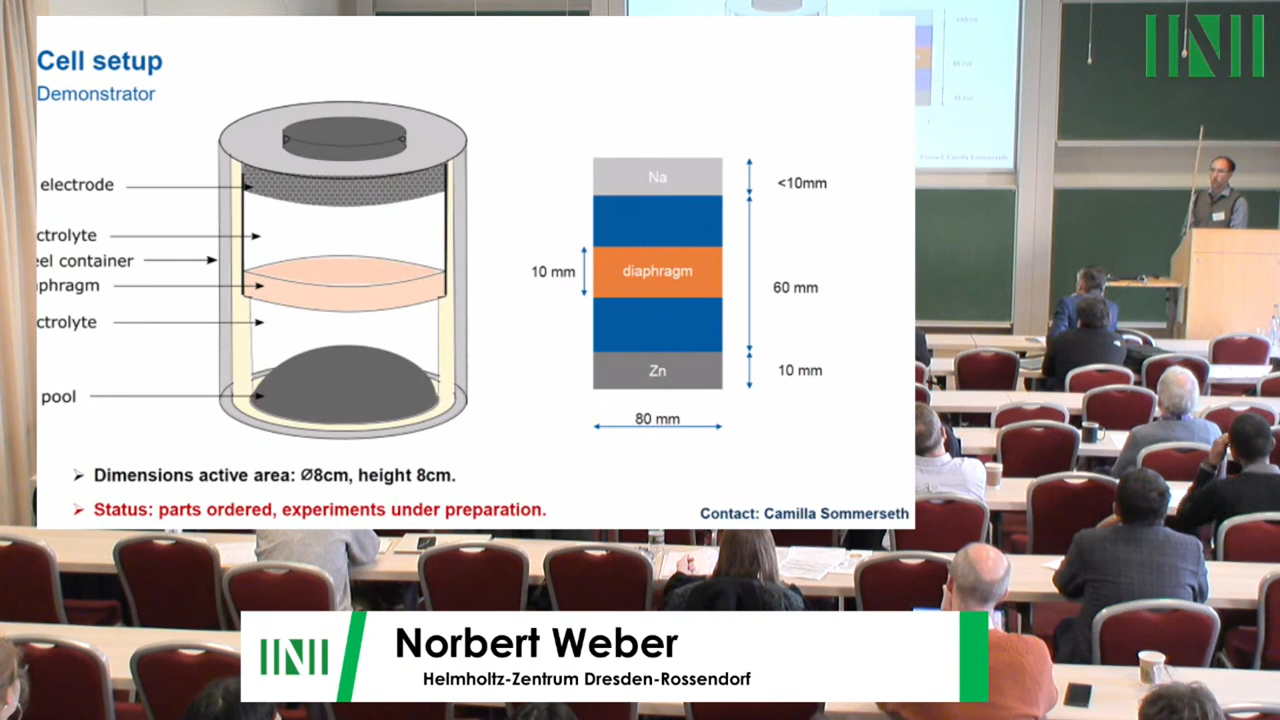 Cell setup
Demonstrator
electrode
ctrolyte
el container
phragm
ctrolyte
pool
Na
diaphragm
Zn
<10mm
10 mm
60 mm
10 mm
80 mm
Dimensions active area: Ø8cm, height 8cm.
Status: parts ordered, experiments under preparation.
Contact: Camilla Sommerseth
Norbert Weber
Helmholtz-Zentrum Dresden-Rossendorf